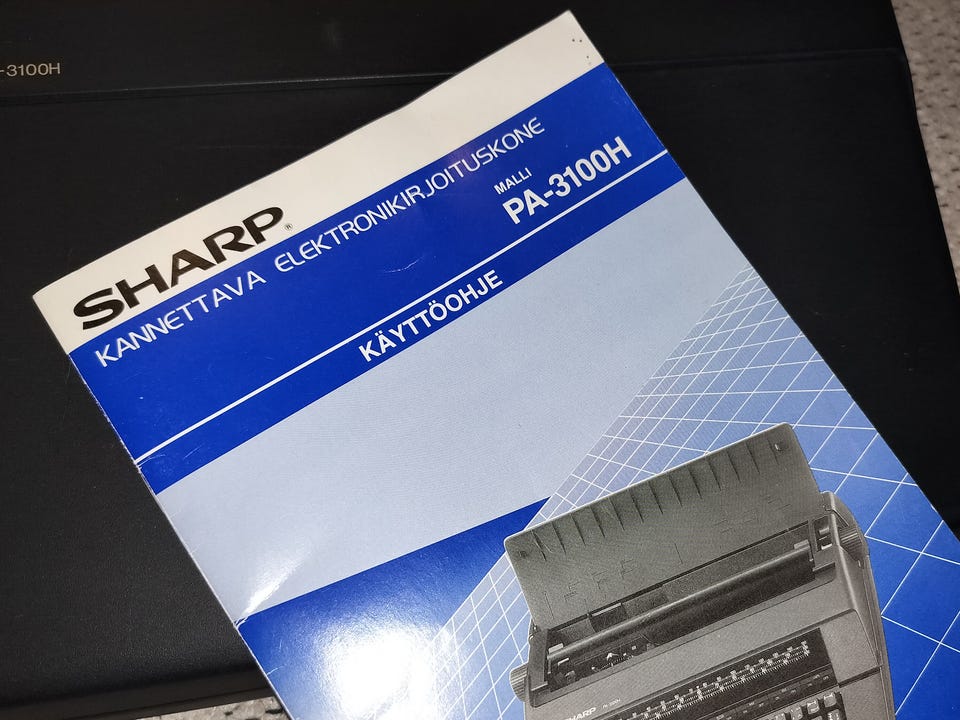 -3100H
SHARP®
KANNETTAVA ELEKTRONIKIRJOITUSKONE
MALLI
PA-3100H
KÄYTTÖOHJE
SHARP